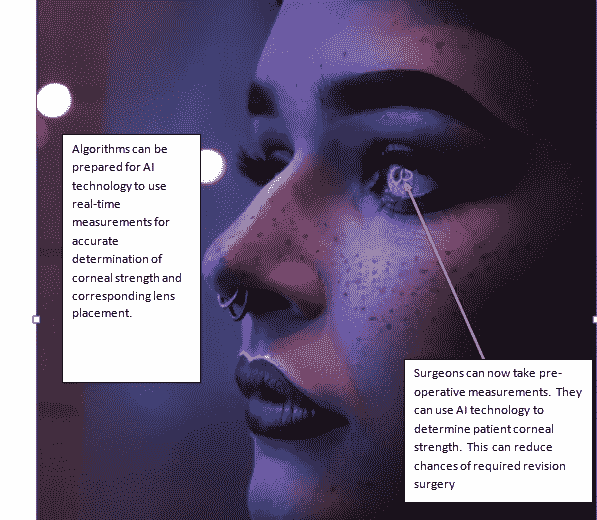 Algorithms can be
prepared for AI
technology to use
real-time
measurements for
accurate
determination of
corneal strength and
corresponding lens
placement.
Surgeons can now take pre-
operative measurements.  They
can use AI technology to
determine patient corneal
strength.  This can reduce
chances of required revision
surgery